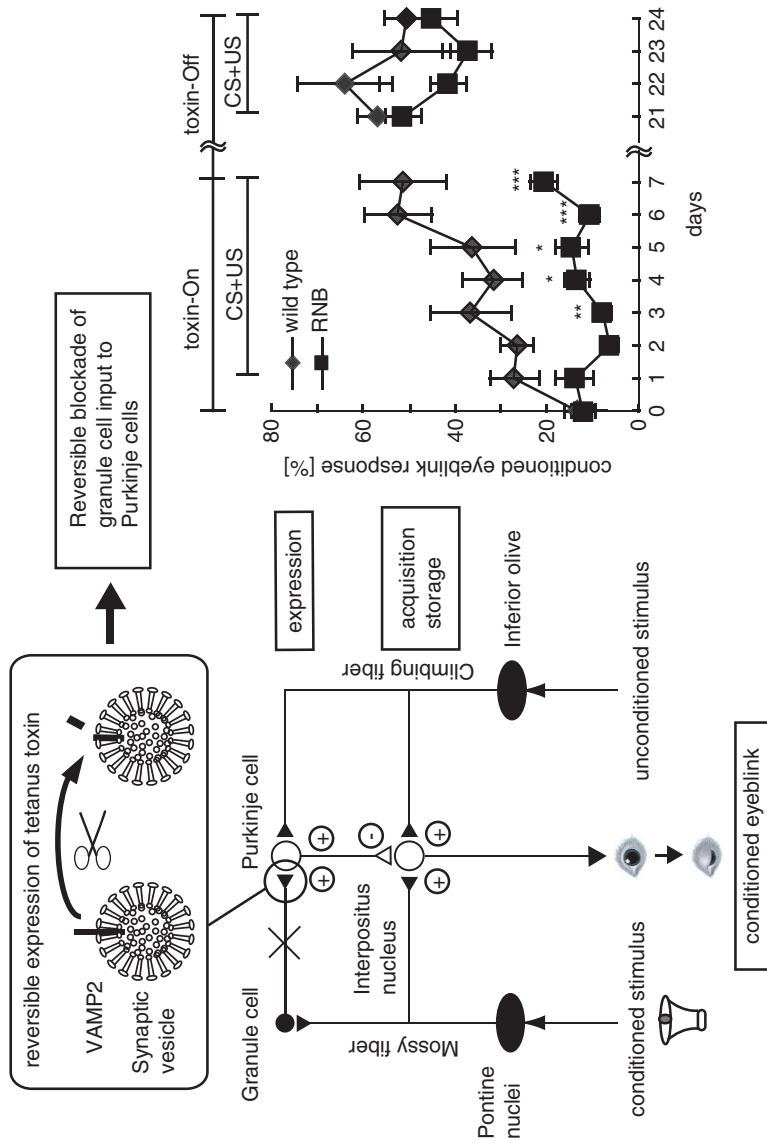 reversible expression of tetanus toxin
VAMP2
Synaptic
vesicle
Reversible blockade of
granule cell input to
Purkinje cells
Granule cell
Purkinje cell
+
+
-
+
+
Interpositus
nucleus
Mossy fiber
Climbing fiber
Pontine
nuclei
Inferior olive
conditioned stimulus
unconditioned stimulus
conditioned eyeblink
expression
acquisition
storage
toxin-On
toxin-Off
CS+US
CS+US
wild type
RNB
conditioned eyeblink response [%]
80
60
40
20
0
**
*
*
***
***
0 1 2 3 4 5 6 7 21 22 23 24
days